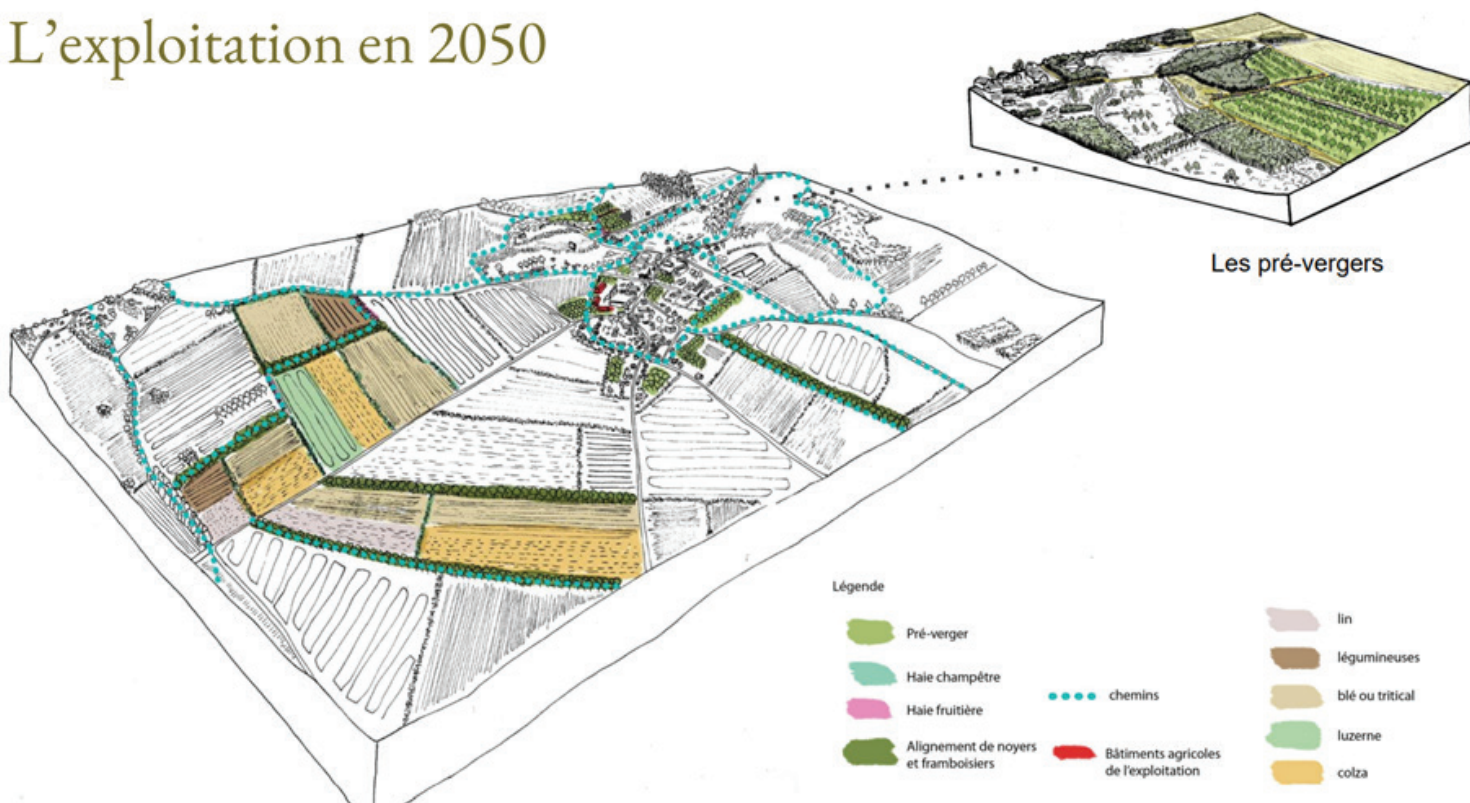 L'exploitation en 2050
Les pré-vergers
Légende
Pré-verger
Haie champêtre
Haie fruitière
Alignement de noyers
et framboisiers
chemins
Bâtiments agricoles
de l'exploitation
lin
légumineuses
blé ou tritical
luzerne
colza